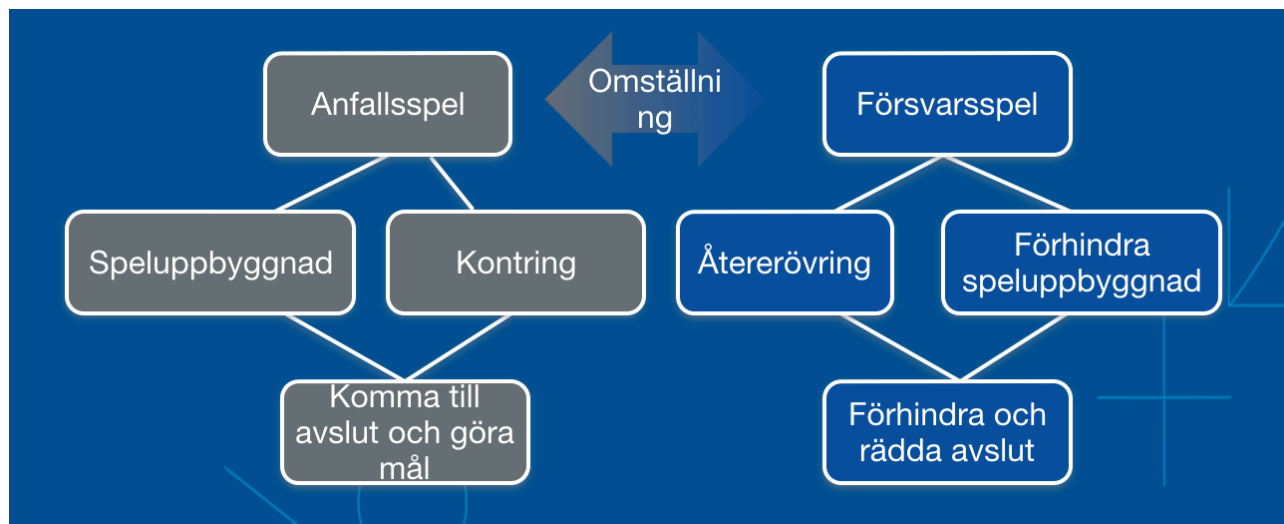 Anfallsspel
Omställni
ng
Försvarsspel
Speluppbyggnad
Kontring
Återerövring
Förhindra
speluppbyggnad
Komma till
avslut och göra
mål
Förhindra och
rädda avslut